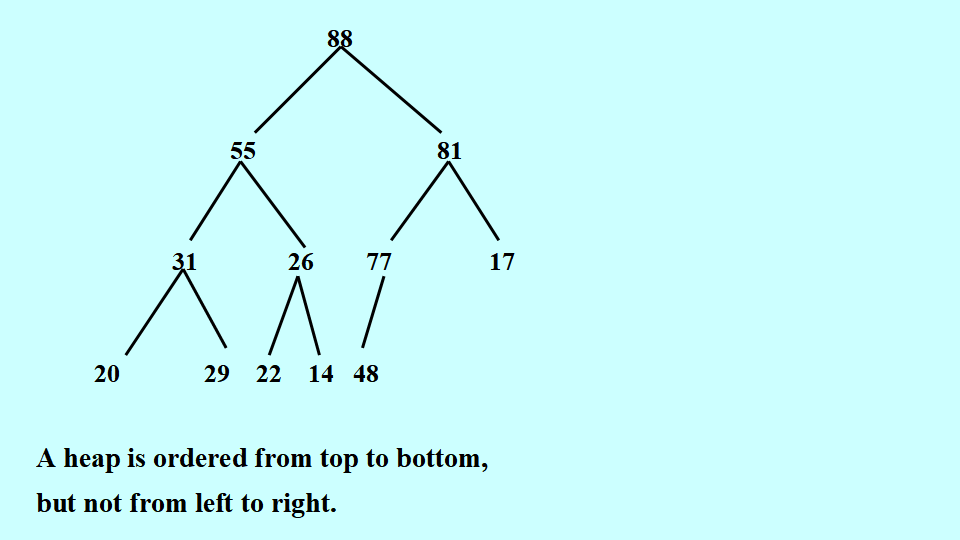 88
55 81
31 26 77 17
20 29 22 14 48
A heap is ordered from top to bottom,
but not from left to right.